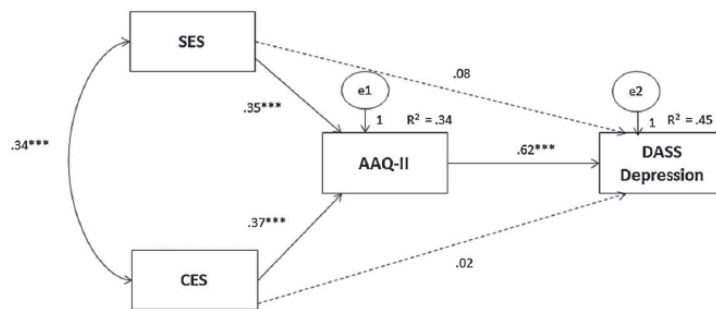 SES
.08
e1
e2
.35***
1
R² = .34
1
R² = .45
.34***
AAQ-II
.62***
DASS
Depression
.37***
.02
CES